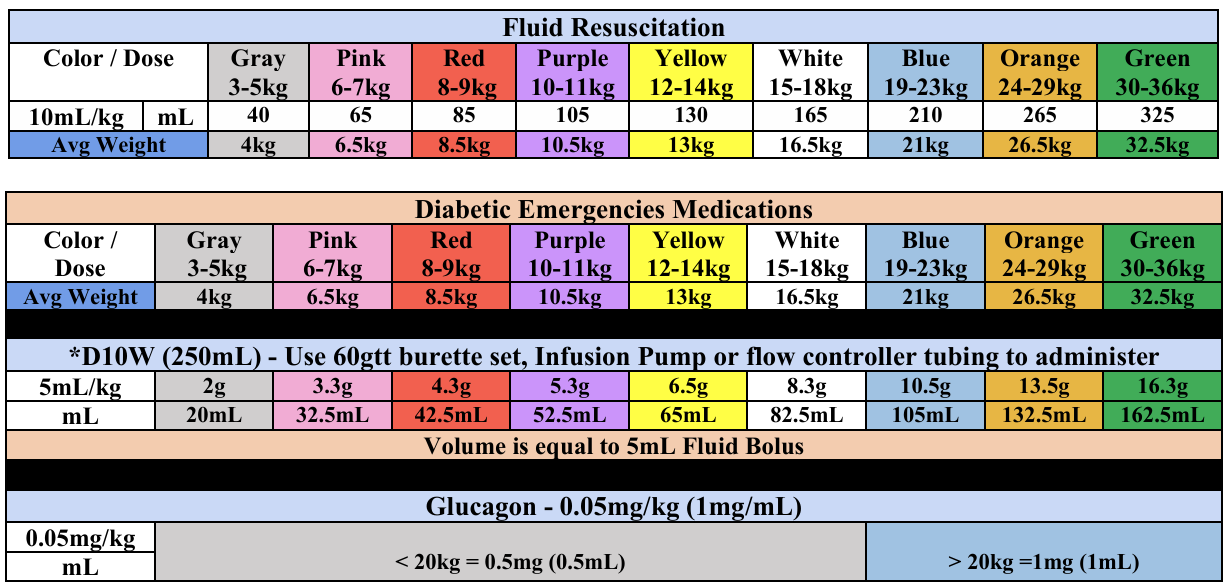 Fluid Resuscitation
Color / Dose Gray Pink Red Purple Yellow White Blue Orange Green
3-5kg 6-7kg 8-9kg 10-11kg 12-14kg 15-18kg 19-23kg 24-29kg 30-36kg
10mL/kg mL 40 65 85 105 130 165 210 265 325
Avg Weight 4kg 6.5kg 8.5kg 10.5kg 13kg 16.5kg 21kg 26.5kg 32.5kg
Diabetic Emergencies Medications
Color / Gray Pink Red Purple Yellow White Blue Orange Green
Dose 3-5kg 6-7kg 8-9kg 10-11kg 12-14kg 15-18kg 19-23kg 24-29kg 30-36kg
Avg Weight 4kg 6.5kg 8.5kg 10.5kg 13kg 16.5kg 21kg 26.5kg 32.5kg
*D10W (250mL) - Use 60gtt burette set, Infusion Pump or flow controller tubing to administer
5mL/kg 2g 3.3g 4.3g 5.3g 6.5g 8.3g 10.5g 13.5g 16.3g
mL 20mL 32.5mL 42.5mL 52.5mL 65mL 82.5mL 105mL 132.5mL 162.5mL
Volume is equal to 5mL Fluid Bolus
Glucagon - 0.05mg/kg (1mg/mL)
0.05mg/kg
mL < 20kg = 0.5mg (0.5mL) > 20kg =1mg (1mL)